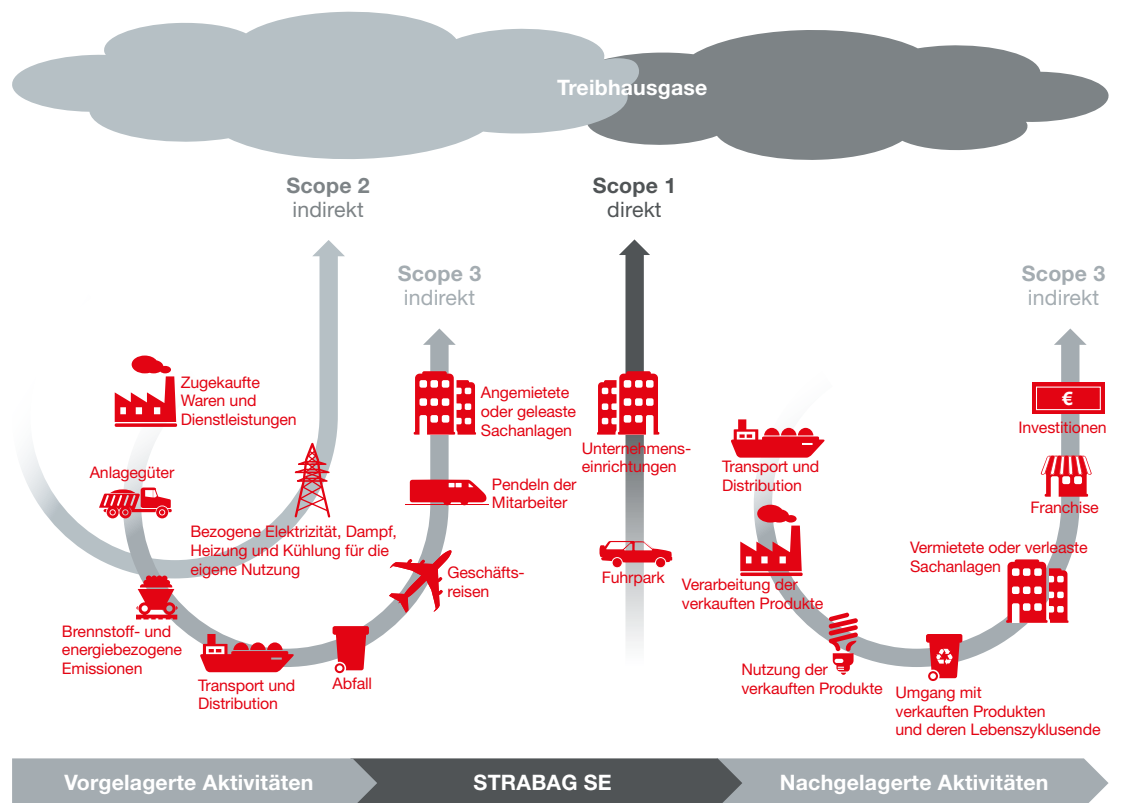 Treibhausgase
Scope 2
indirekt
Scope 1
direkt
Scope 3
indirekt
Scope 3
indirekt
Zugekaufte
Waren und
Dienstleistungen
Anlagegüter
Bezogene Elektrizität, Dampf,
Heizung und Kühlung für die
eigene Nutzung
Brennstoff- und
energiebezogene
Emissionen
Transport und
Distribution
Abfall
Geschäfts-
reisen
Pendeln der
Mitarbeiter
Angemietete
oder geleaste
Sachanlagen
Unternehmens-
einrichtungen
Fuhrpark
Transport und
Distribution
Verarbeitung der
verkauften Produkte
Nutzung der
verkauften Produkte
Umgang mit
verkauften Produkten
und deren Lebenszyklusende
Vermietete oder verleaste
Sachanlagen
Franchise
€
Investitionen
Vorgelagerte Aktivitäten
STRABAG SE
Nachgelagerte Aktivitäten